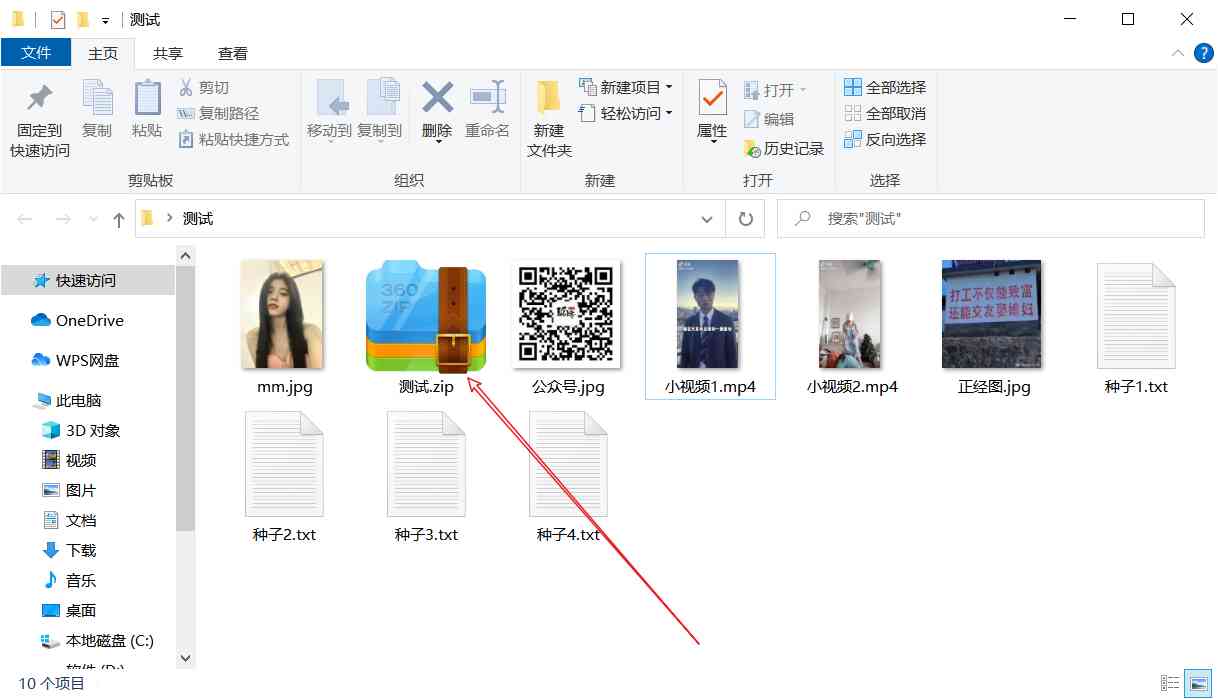 测试
文件 主页 共享 查看
固定到
快速访问
复制
粘贴
剪切
复制路径
粘贴快捷方式
剪贴板
移动到
复制到
删除
重命名
组织
新建
文件夹
新建项目
轻松访问
新建
属性
打开
编辑
历史记录
打开
全部选择
全部取消
反向选择
选择
测试
搜索"测试"
快速访问
OneDrive
WPS网盘
此电脑
3D 对象
视频
图片
文档
下载
音乐
桌面
本地磁盘 (C:)
软件 (D:)
mm.jpg
360
ZIP
测试.zip
公众号.jpg
小视频1.mp4
小视频2.mp4
打工不仅能致富
还能交友娶媳妇
正经图.jpg
种子1.txt
种子2.txt
种子3.txt
种子4.txt
10 个项目